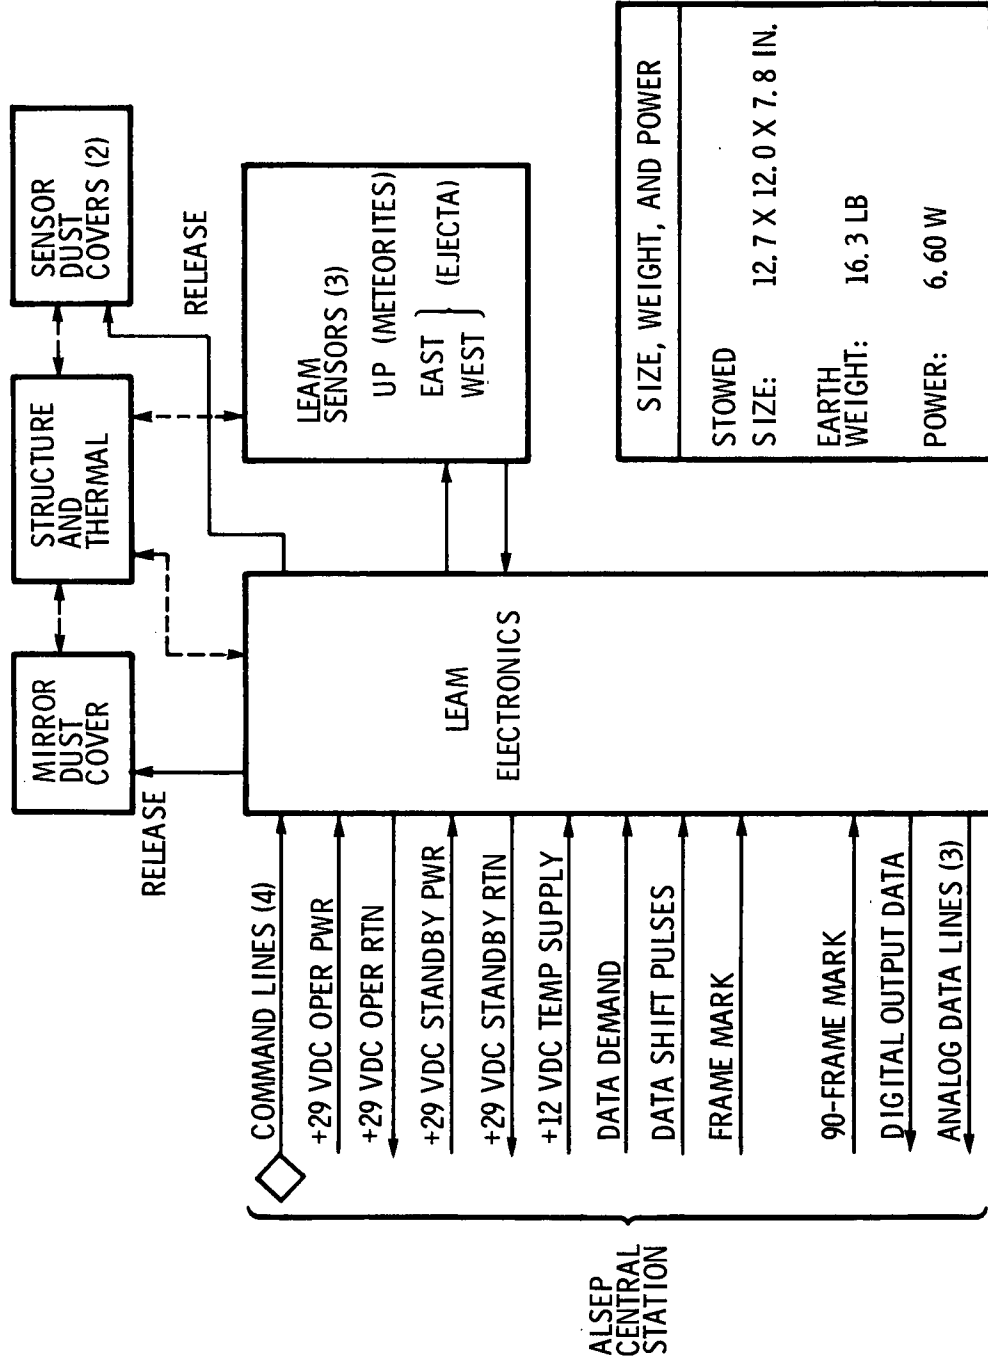 MIRROR
DUST
COVER
STRUCTURE
AND
THERMAL
SENSOR
DUST
COVERS (2)
RELEASE
RELEASE
COMMAND LINES (4)
+29 VDC OPER PWR
+29 VDC OPER RTN
+29 VDC STANDBY PWR
+29 VDC STANDBY RTN
+12 VDC TEMP SUPPLY
DATA DEMAND
DATA SHIFT PULSES
FRAME MARK
90-FRAME MARK
DIGITAL OUTPUT DATA
ANALOG DATA LINES (3)
ALSEP
CENTRAL
STATION
LEAM
ELECTRONICS
LEAM
SENSORS (3)
UP (METEORITES)
EAST
WEST
(EJECTA)
SIZE, WEIGHT, AND POWER
STOWED
SIZE: 12.7 X 12.0 X 7.8 IN.
EARTH
WEIGHT: 16.3 LB
POWER: 6.60 W